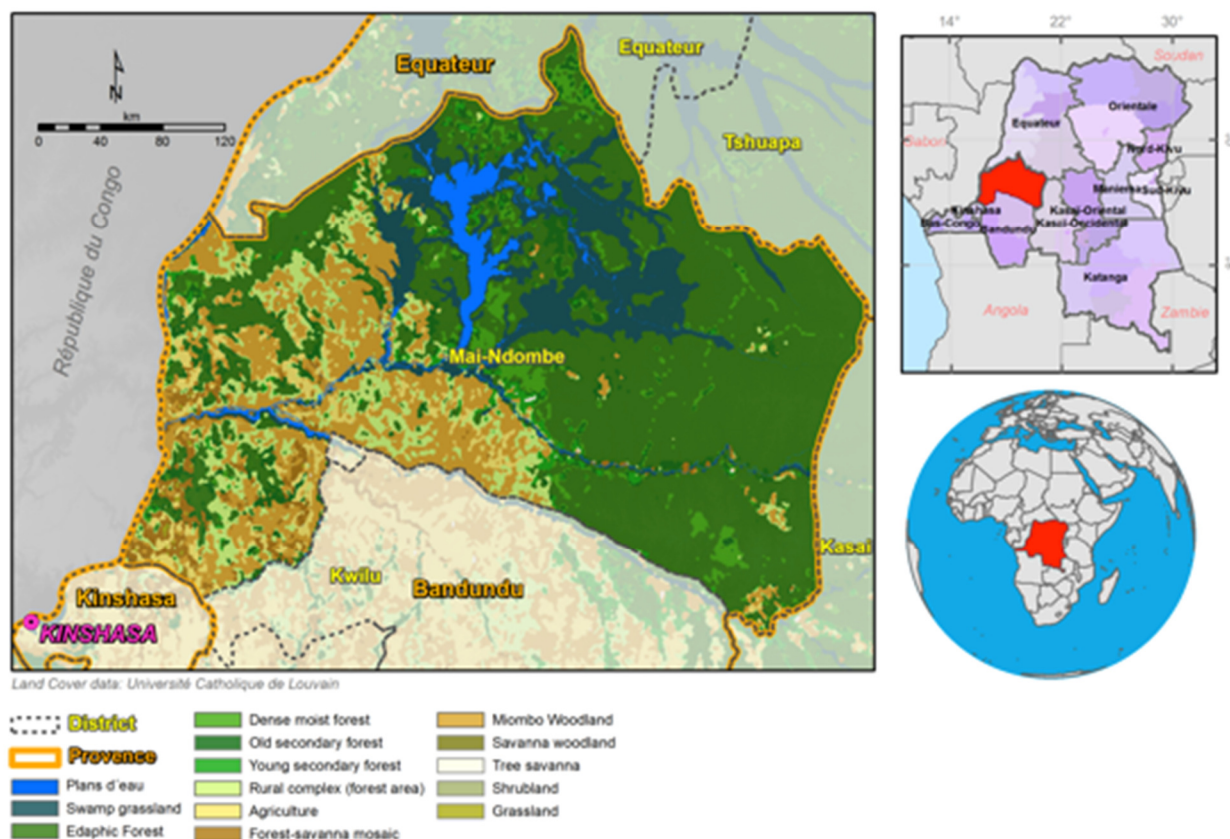 Equateur
Equateur
N
km
0 40 80 120
Tshuapa
République du Congo
Mai-Ndombe
Kasai
Kwilu
Bandundu
Kinshasa
KINSHASA
Land Cover data: Université Catholique de Louvain
District
Provence
Plans d´eau
Swamp grassland
Edaphic Forest
Dense moist forest
Old secondary forest
Young secondary forest
Rural complex (forest area)
Agriculture
Forest-savanna mosaic
Miombo Woodland
Savanna woodland
Tree savanna
Shrubland
Grassland
14° 22° 30°
Soudan
Orientale
Equateur
Gabon
Nord-Kivu
Maniema
Sud-Kivu
Kinshasa
Kasai-Oriental
Bas-Congo
Bandundu
Kasai-Occidental
Katanga
Angola
Zambie